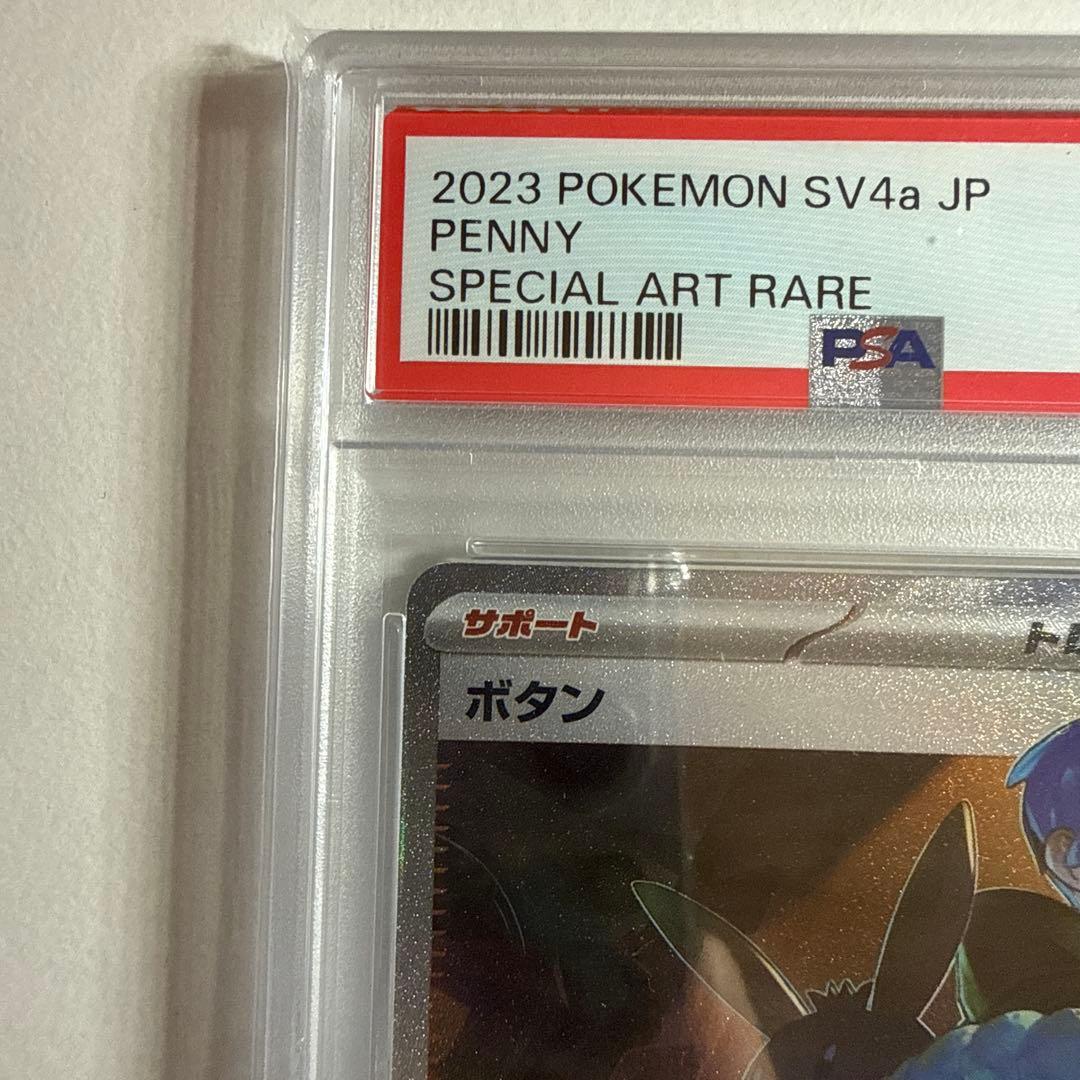 2023 POKEMON SV4a JP
PENNY
SPECIAL ART RARE
PSA
サポート
ボタン